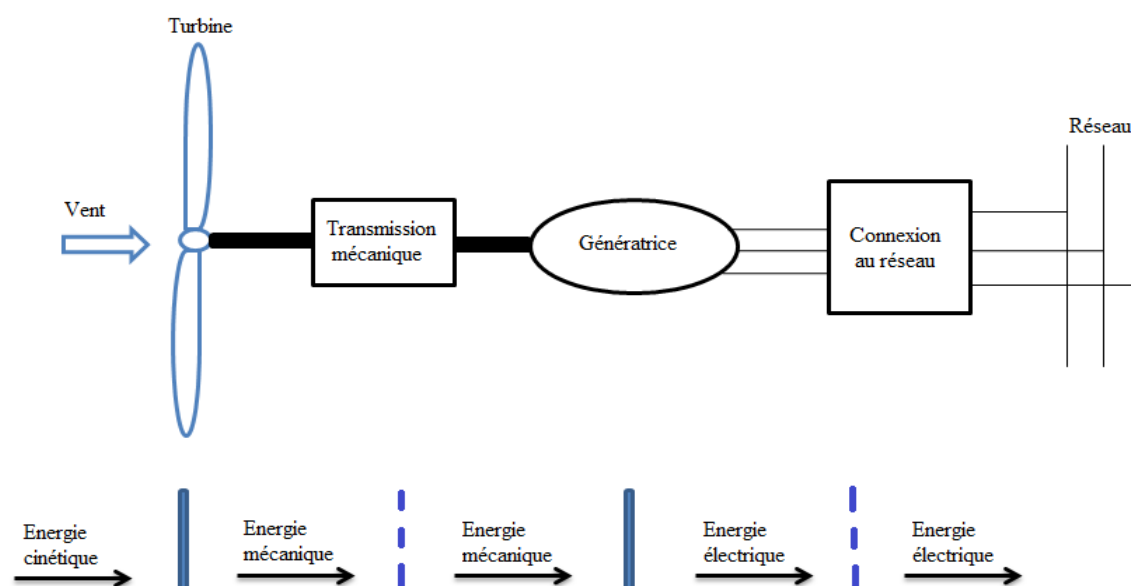 Turbine
Réseau
Vent
Transmission
mécanique
Génératrice
Connexion
au réseau
Energie
cinétique
Energie
mécanique
Energie
mécanique
Energie
électrique
Energie
électrique